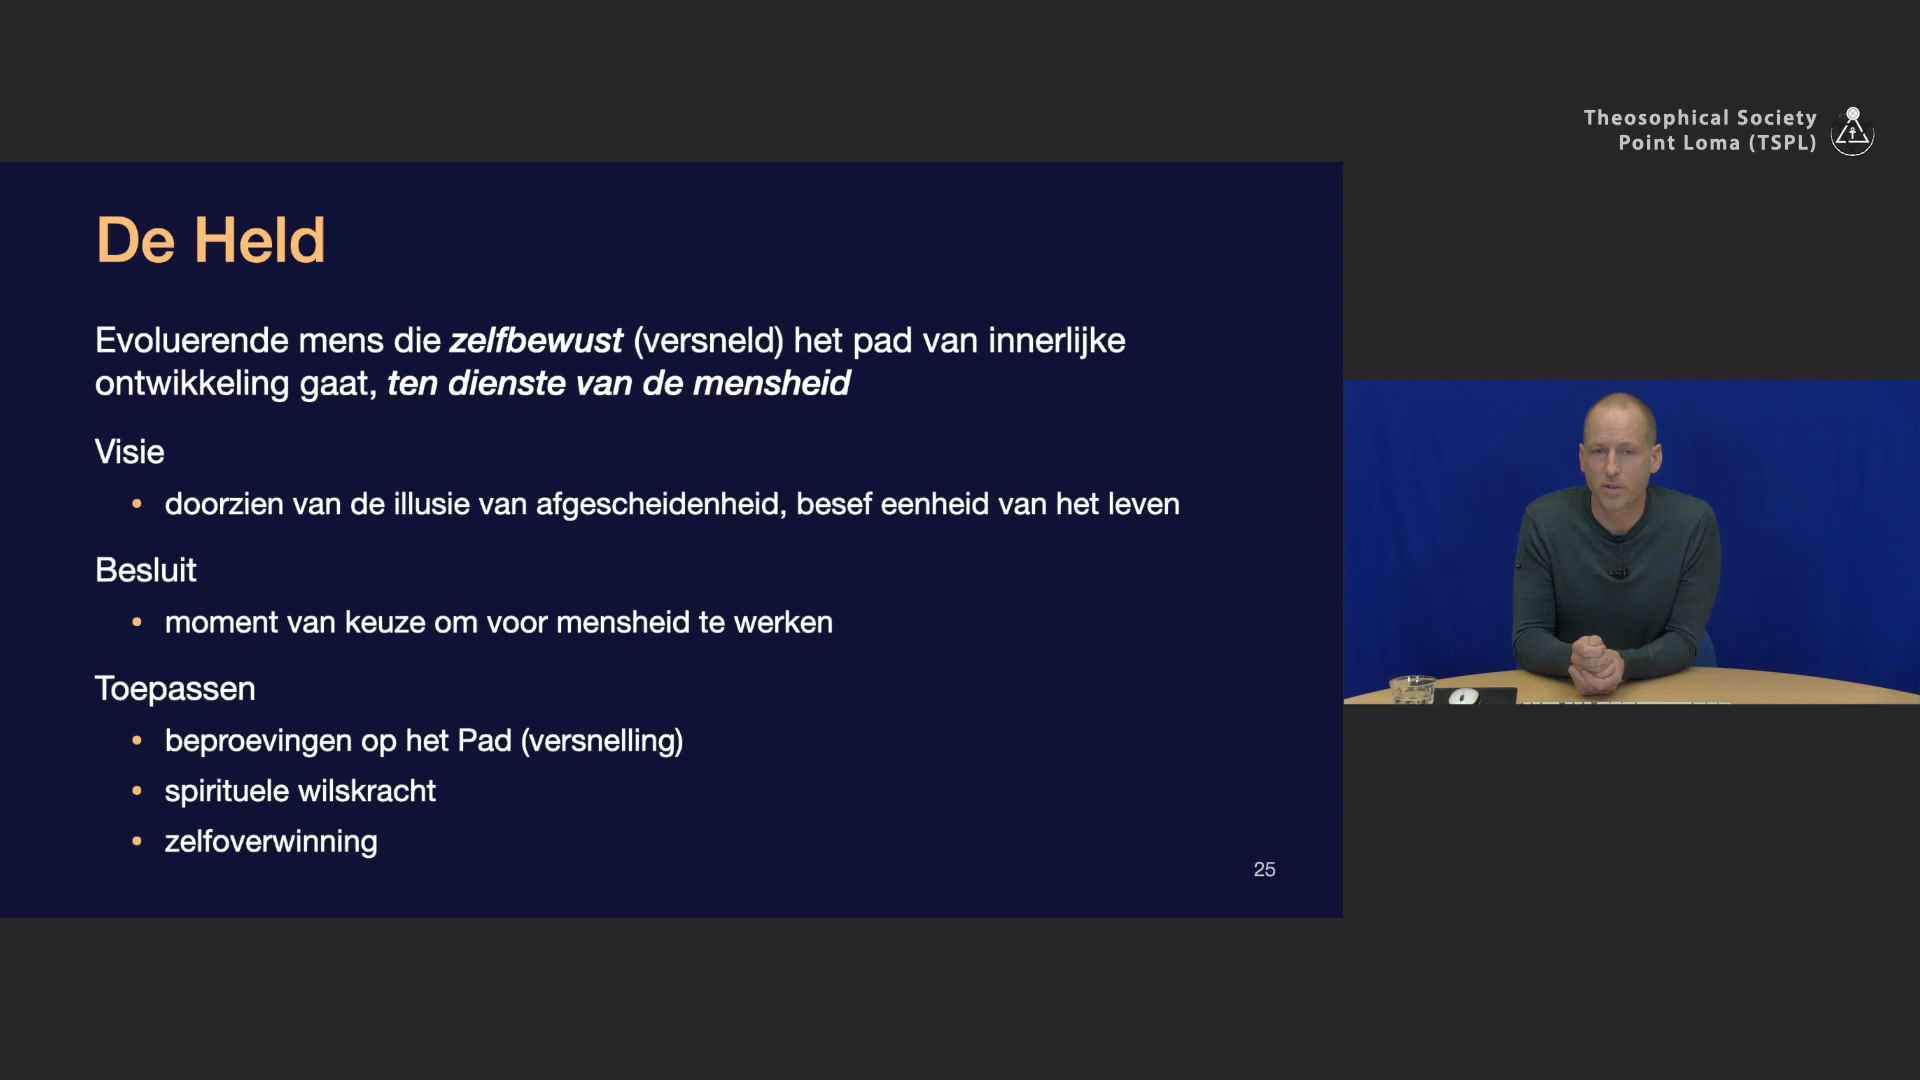 Theosophical Society
Point Loma (TSPL)
De Held
Evoluerende mens die zelfbewust (versneld) het pad van innerlijke
ontwikkeling gaat, ten dienste van de mensheid
Visie
• doorzien van de illusie van afgescheidenheid, besef eenheid van het leven
Besluit
• moment van keuze om voor mensheid te werken
Toepassen
• beproevingen op het Pad (versnelling)
• spirituele wilskracht
• zelfoverwinning
25